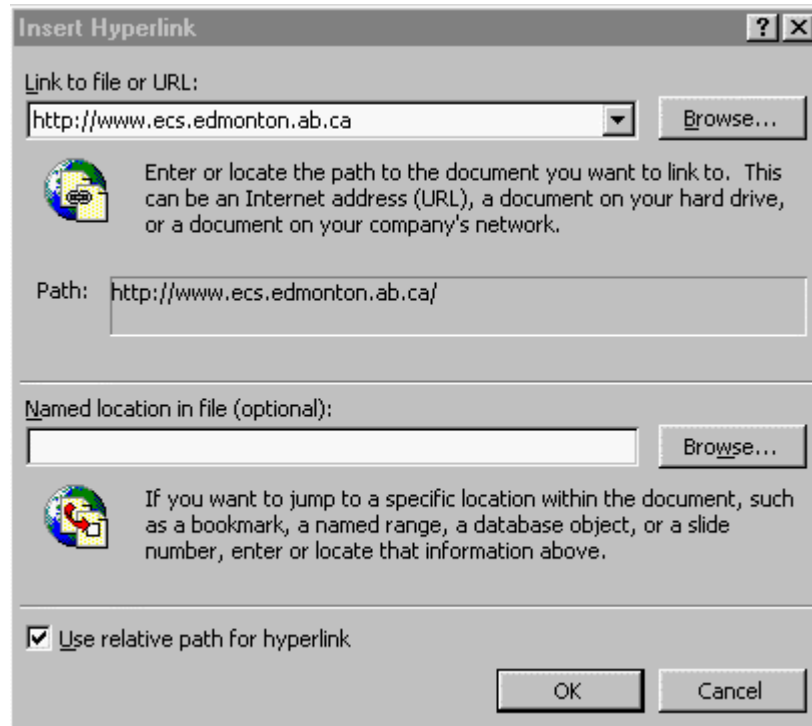 Insert Hyperlink
Link to file or URL:
http://www.ecs.edmonton.ab.ca
Browse...
Enter or locate the path to the document you want to link to. This
can be an Internet address (URL), a document on your hard drive,
or a document on your company's network.
Path: http://www.ecs.edmonton.ab.ca/
Named location in file (optional):
Browse...
If you want to jump to a specific location within the document, such
as a bookmark, a named range, a database object, or a slide
number, enter or locate that information above.
Use relative path for hyperlink
OK Cancel